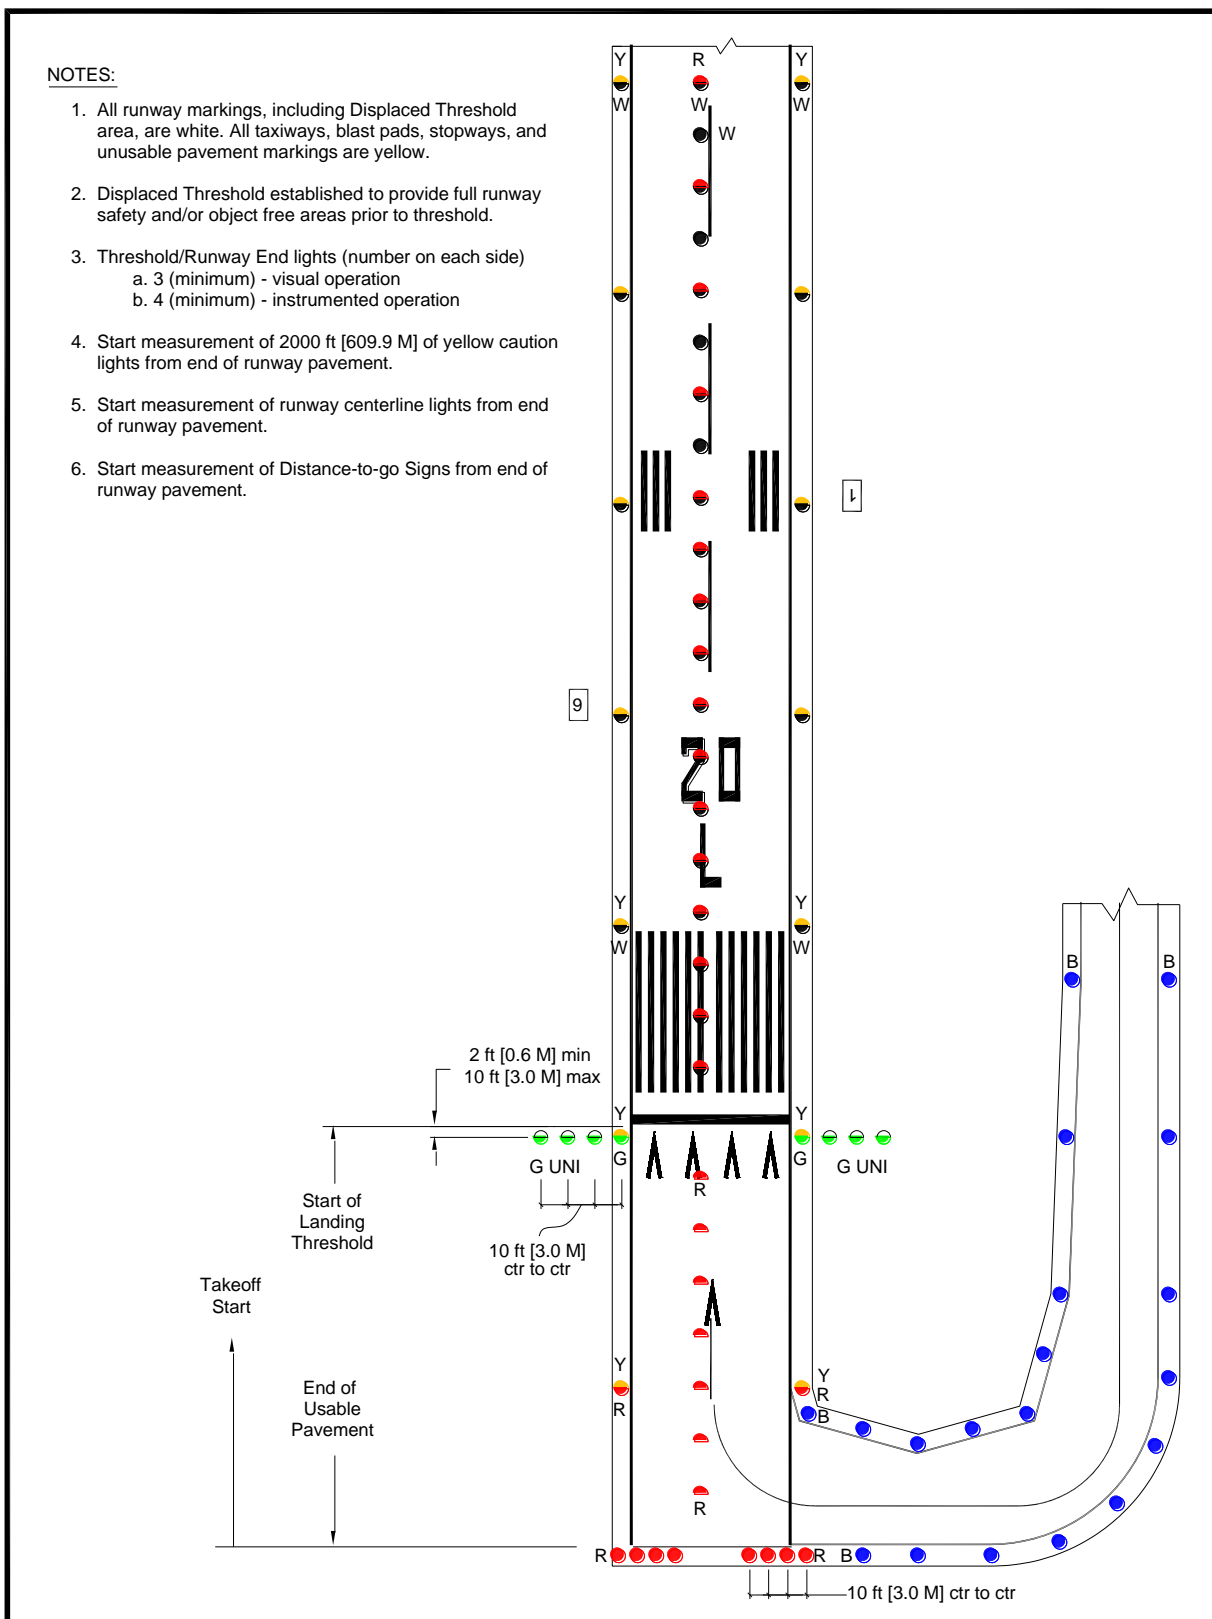 NOTES:
1. All runway markings, including Displaced Threshold
area, are white. All taxiways, blast pads, stopways, and
unusable pavement markings are yellow.
2. Displaced Threshold established to provide full runway
safety and/or object free areas prior to threshold.
3. Threshold/Runway End lights (number on each side)
a. 3 (minimum) - visual operation
b. 4 (minimum) - instrumented operation
4. Start measurement of 2000 ft [609.9 M] of yellow caution
lights from end of runway pavement.
5. Start measurement of runway centerline lights from end
of runway pavement.
6. Start measurement of Distance-to-go Signs from end of
runway pavement.
Y R Y
W W W
W
1
9
20
L
Y Y
W W
B B
2 ft [0.6 M] min
10 ft [3.0 M] max
Y Y
G UNI G G G UNI
R
Start of
Landing
Threshold
10 ft [3.0 M]
ctr to ctr
Takeoff
Start
Y Y
R R
B
End of
Usable
Pavement
R
R R B
10 ft [3.0 M] ctr to ctr